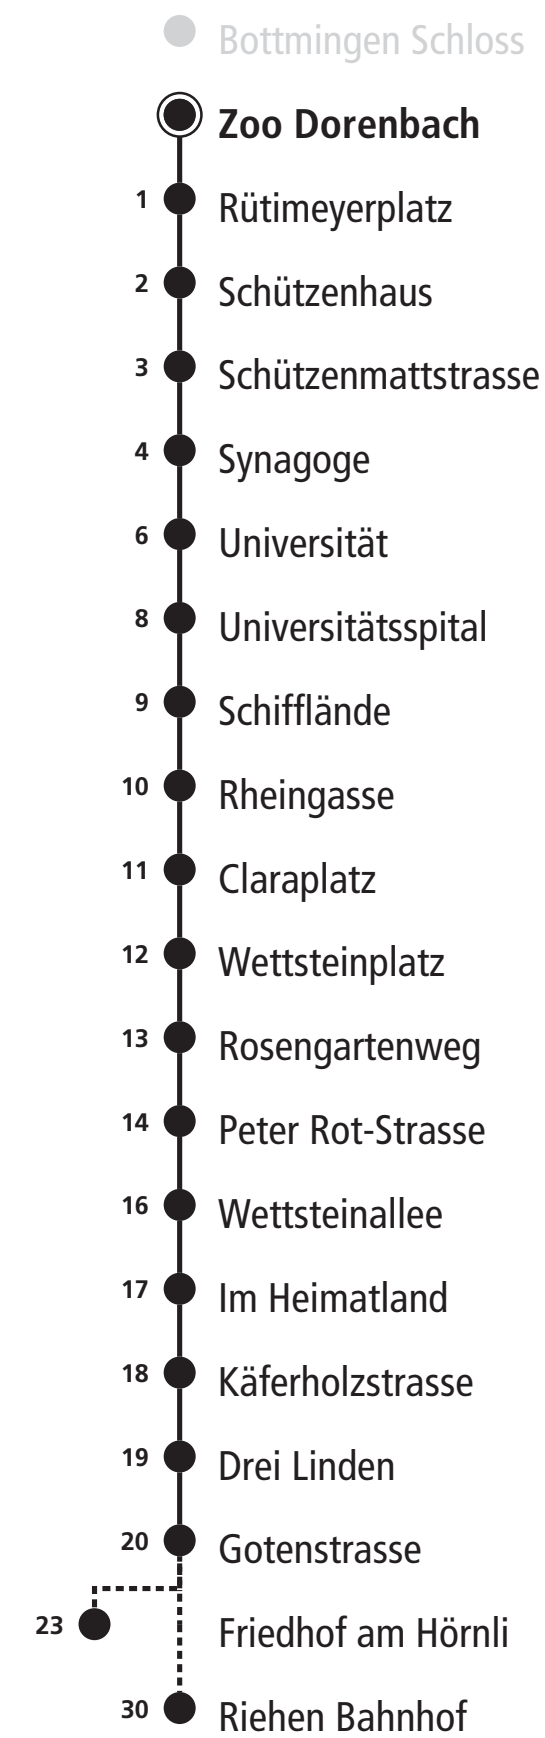 Bottmingen Schloss
Zoo Dorenbach
1 Rütimeyerplatz
2 Schützenhaus
3 Schützenmattstrasse
4 Synagoge
6 Universität
8 Universitätsspital
9 Schifflände
10 Rheingasse
11 Claraplatz
12 Wettsteinplatz
13 Rosengartenweg
14 Peter Rot-Strasse
16 Wettsteinallee
17 Im Heimatland
18 Käferholzstrasse
19 Drei Linden
20 Gotenstrasse
23 Friedhof am Hörnli
30 Riehen Bahnhof